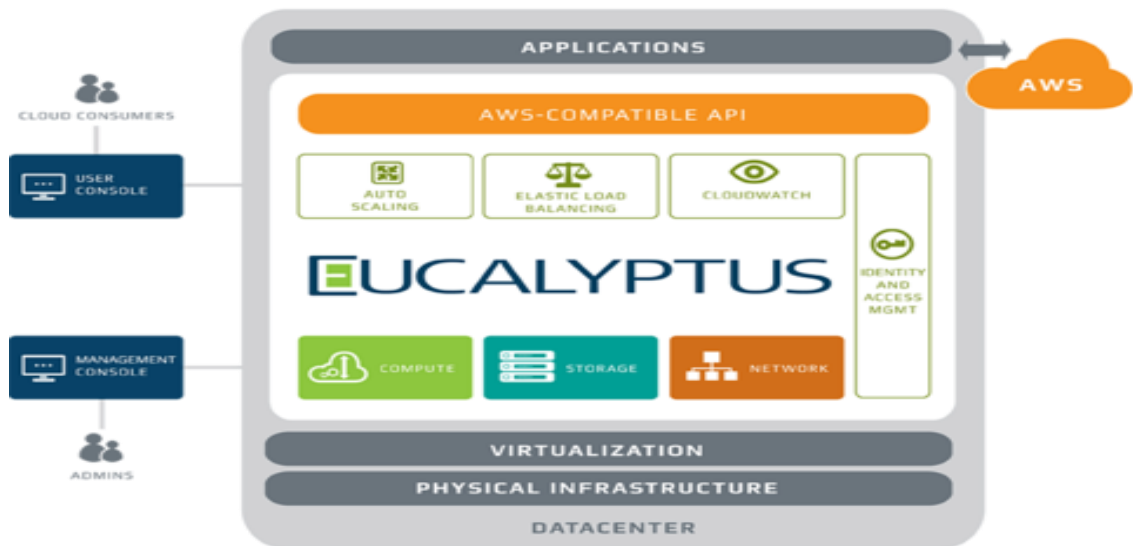 APPLICATIONS
AWS
CLOUD CONSUMERS
AWS-COMPATIBLE API
USER
CONSOLE
AUTO
SCALING
ELASTIC LOAD
BALANCING
CLOUDWATCH
IDENTITY
AND
ACCESS
MGMT
EUCALYPTUS
MANAGEMENT
CONSOLE
COMPUTE
STORAGE
NETWORK
ADMINS
VIRTUALIZATION
PHYSICAL INFRASTRUCTURE
DATACENTER